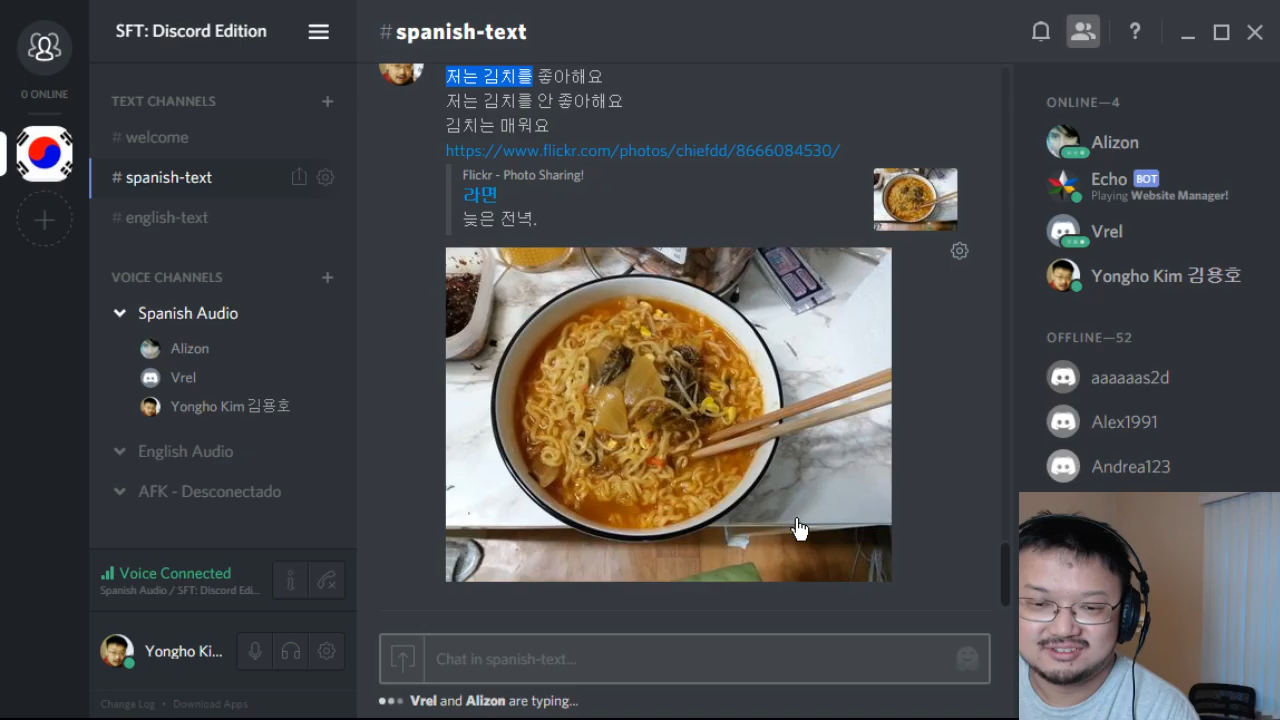 SFT: Discord Edition
# spanish-text
0 ONLINE
TEXT CHANNELS
# welcome
# spanish-text
# english-text
VOICE CHANNELS
Spanish Audio
Alizon
Vrel
Yongho Kim 김용호
English Audio
AFK - Desconectado
Voice Connected
Spanish Audio / SFT: Discord Edi...
Yongho Ki...
Change Log • Download Apps
저는 김치를 좋아해요
저는 김치를 안 좋아해요
김치는 매워요
https://www.flickr.com/photos/chiefdd/8666084530/
Flickr - Photo Sharing!
라면
늦은 전녁.
Chat in spanish-text...
Vrel and Alizon are typing...
ONLINE—4
Alizon
Echo BOT
Playing Website Manager!
Vrel
Yongho Kim 김용호
OFFLINE—52
aaaaaas2d
Alex1991
Andrea123